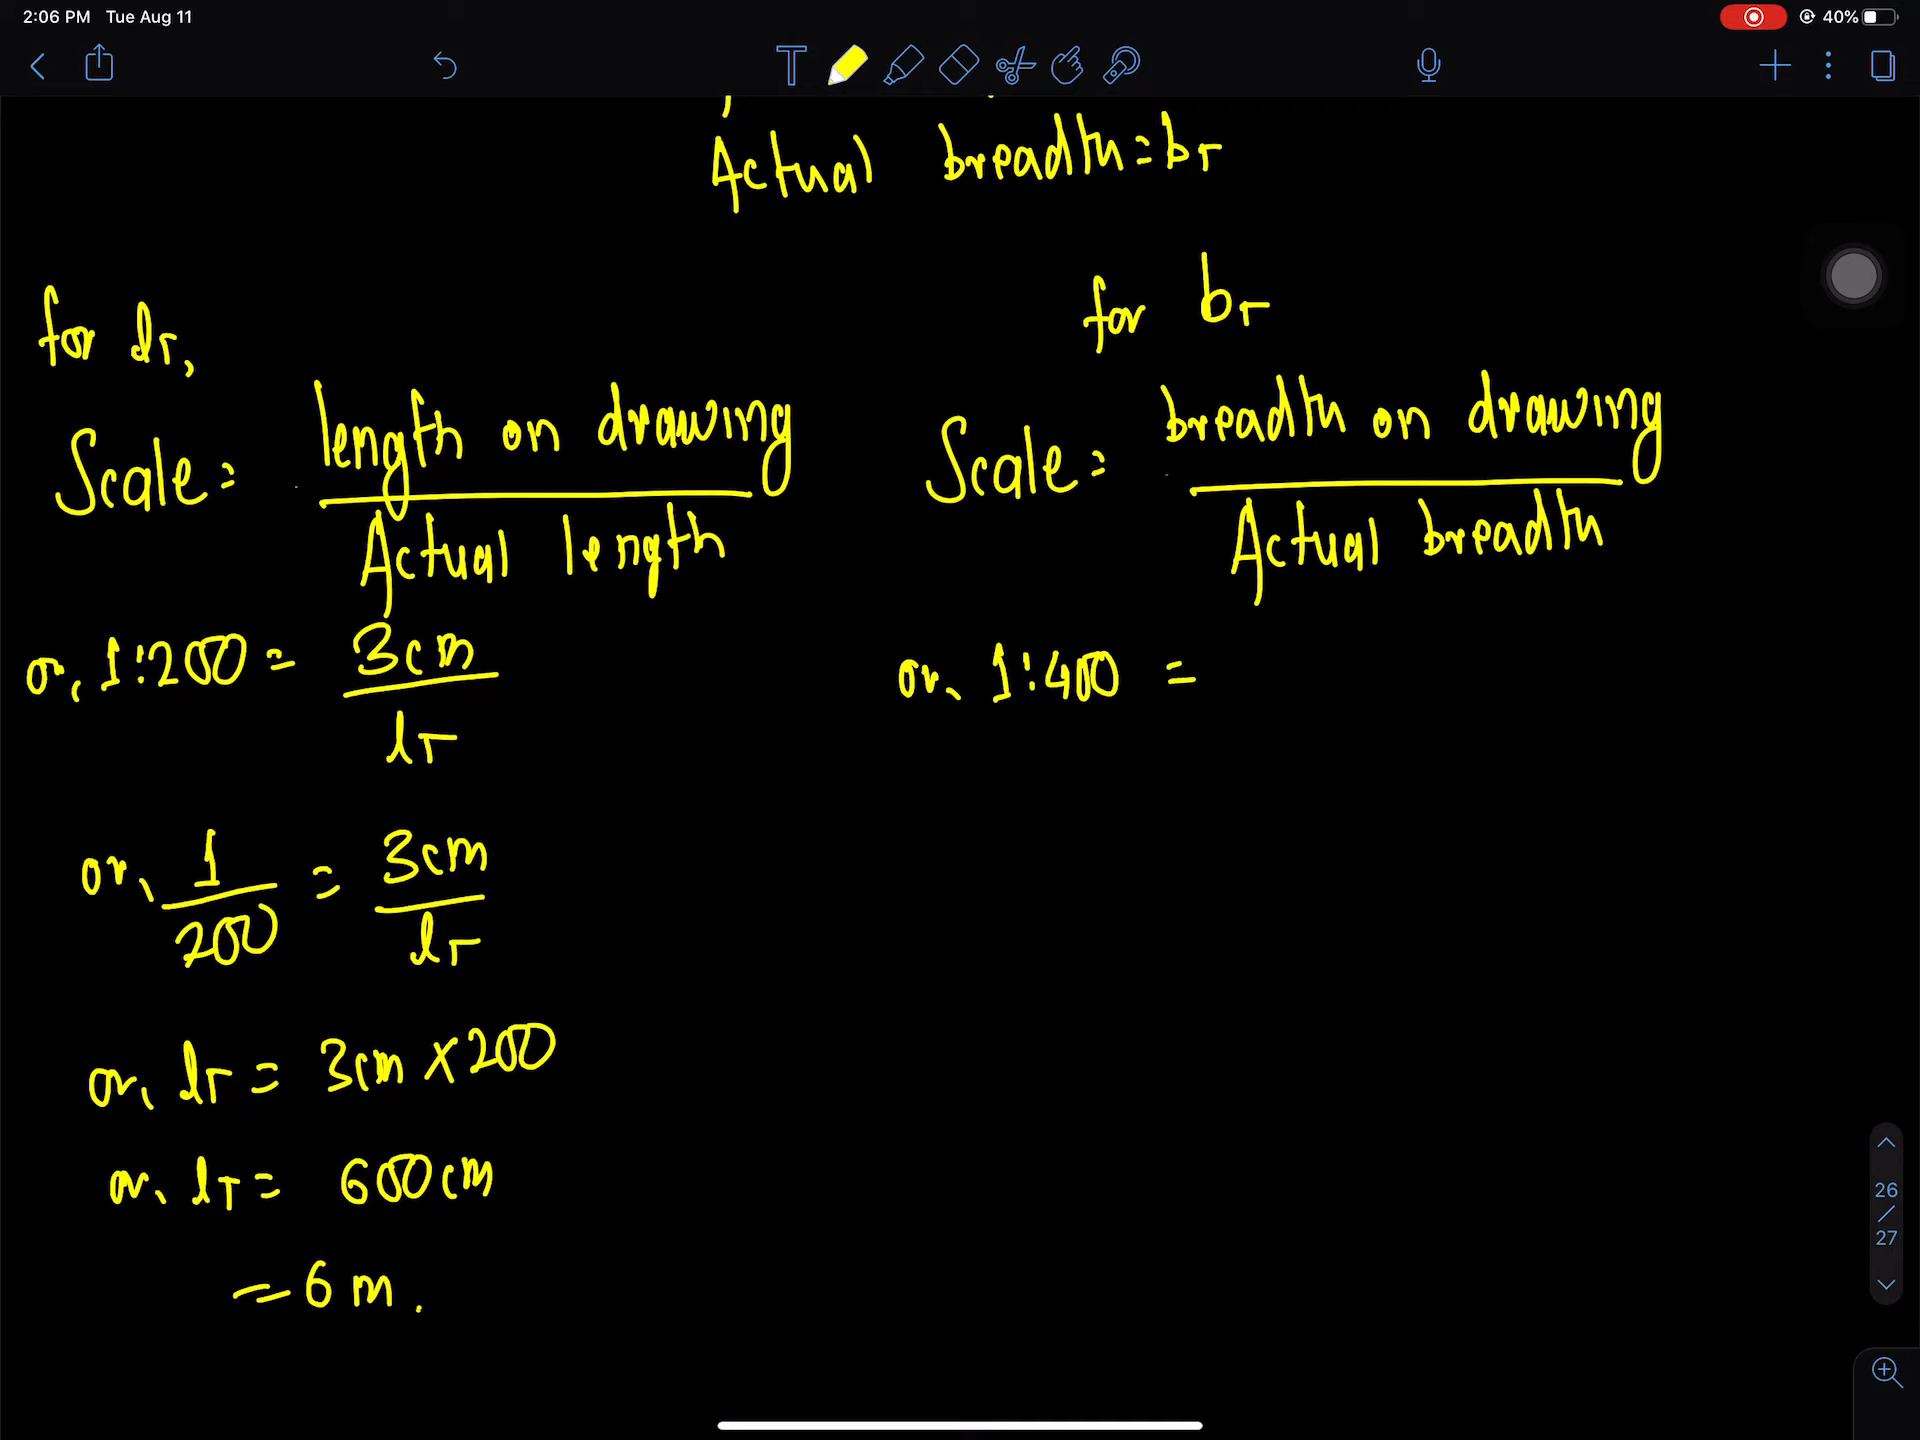 2:06 PM Tue Aug 11
40%
T
Actual breadth = br
for lr,
Scale = length on drawing
Actual length
or, 1:200 = 3cm
lr
or, 1 = 3cm
200 lr
or, lr = 3cm × 200
or, lr = 600cm
= 6 m.
for br
Scale = breadth on drawing
Actual breadth
or, 1:400 =
26
/
27